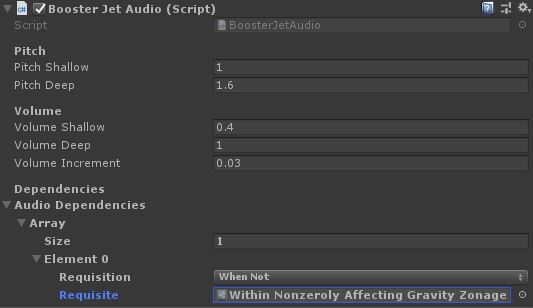 Booster Jet Audio (Script)
Script BoosterJetAudio
Pitch
Pitch Shallow 1
Pitch Deep 1.6
Volume
Volume Shallow 0.4
Volume Deep 1
Volume Increment 0.03
Dependencies
Audio Dependencies
Array
Size 1
Element 0
Requisition When Not
Requisite Within Nonzeroly Affecting Gravity Zonage